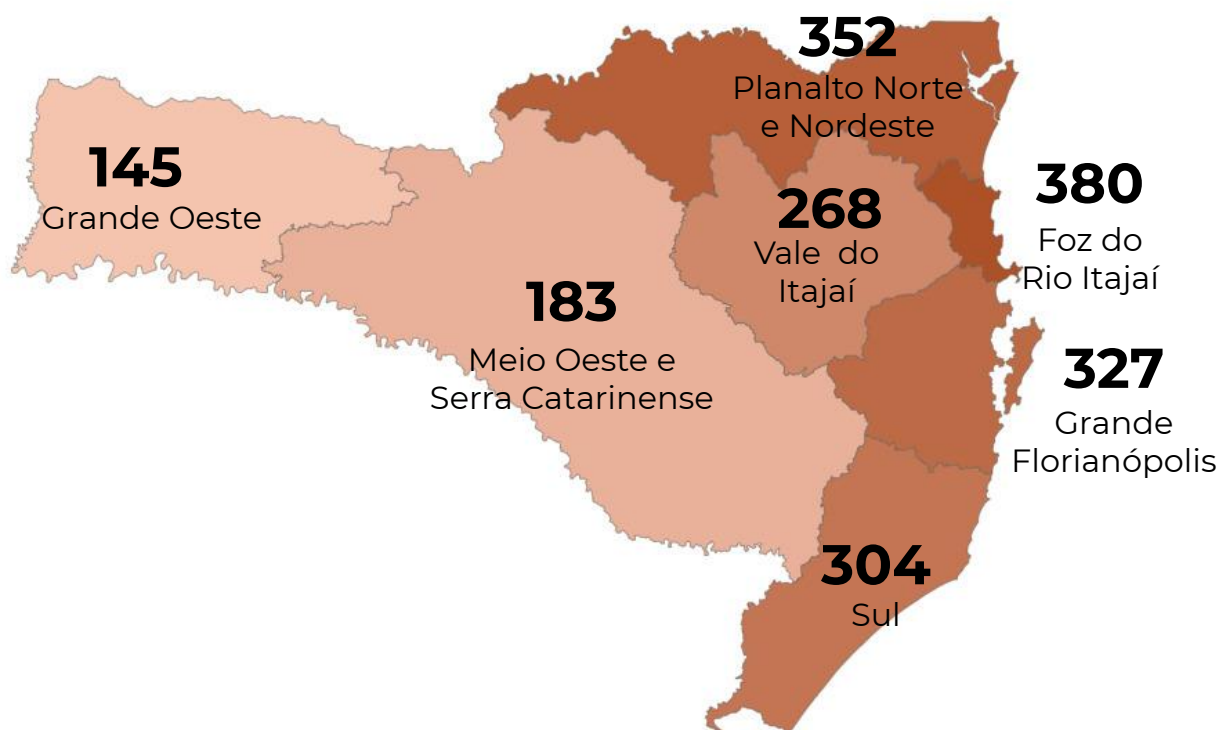 352
Planalto Norte
e Nordeste
145
Grande Oeste
380
Foz do
Rio Itajaí
268
Vale do
Itajaí
183
Meio Oeste e
Serra Catarinense
327
Grande
Florianópolis
304
Sul